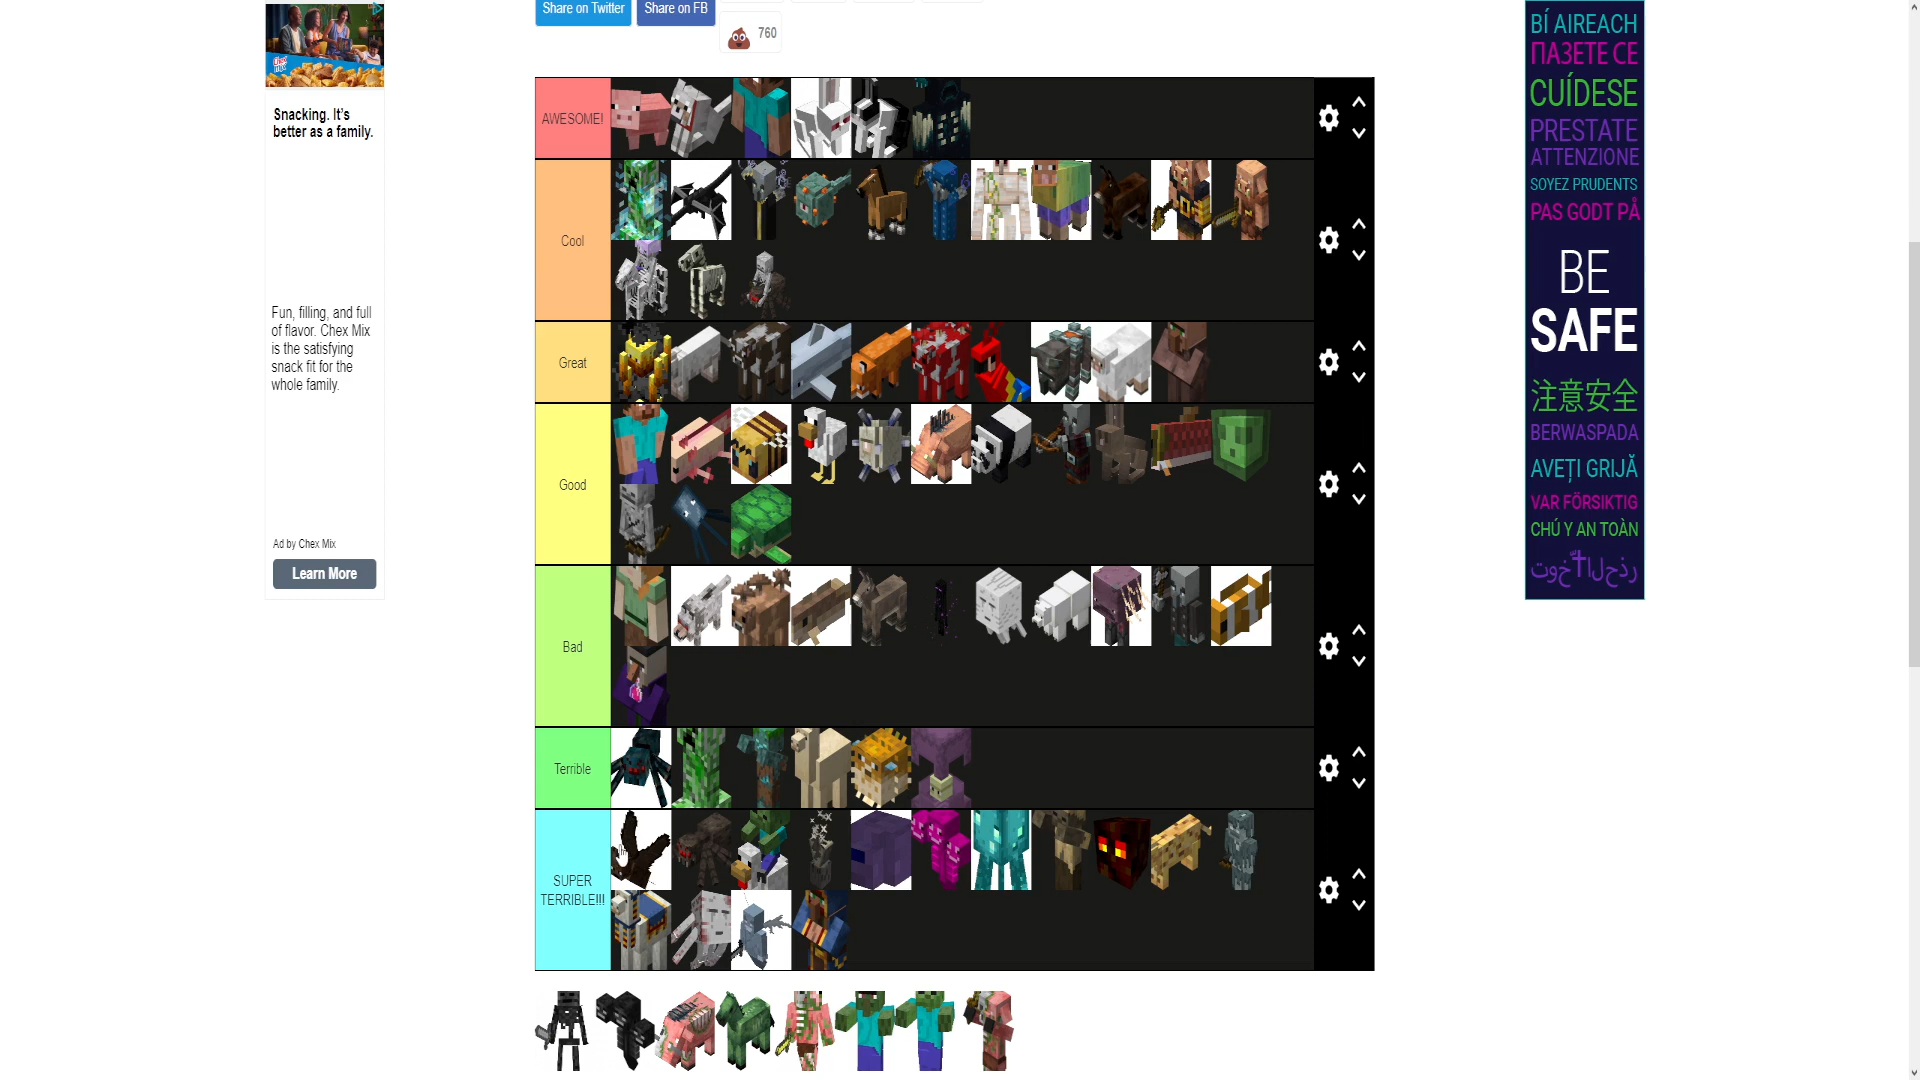 Share on Twitter
Share on FB
760
Snacking. It's
better as a family.
Fun, filling, and full
of flavor. Chex Mix
is the satisfying
snack fit for the
whole family.
Ad by Chex Mix
Learn More
AWESOME!
Cool
Great
Good
Bad
Terrible
SUPER
TERRIBLE!!!
BÍ AIREACH
ПАЗЕТЕ СЕ
CUÍDESE
PRESTATE
ATTENZIONE
SOYEZ PRUDENTS
PAS GODT PÅ
BE
SAFE
注意安全
BERWASPADA
AVEȚI GRIJĂ
VAR FÖRSIKTIG
CHÚ Ý AN TOÀN